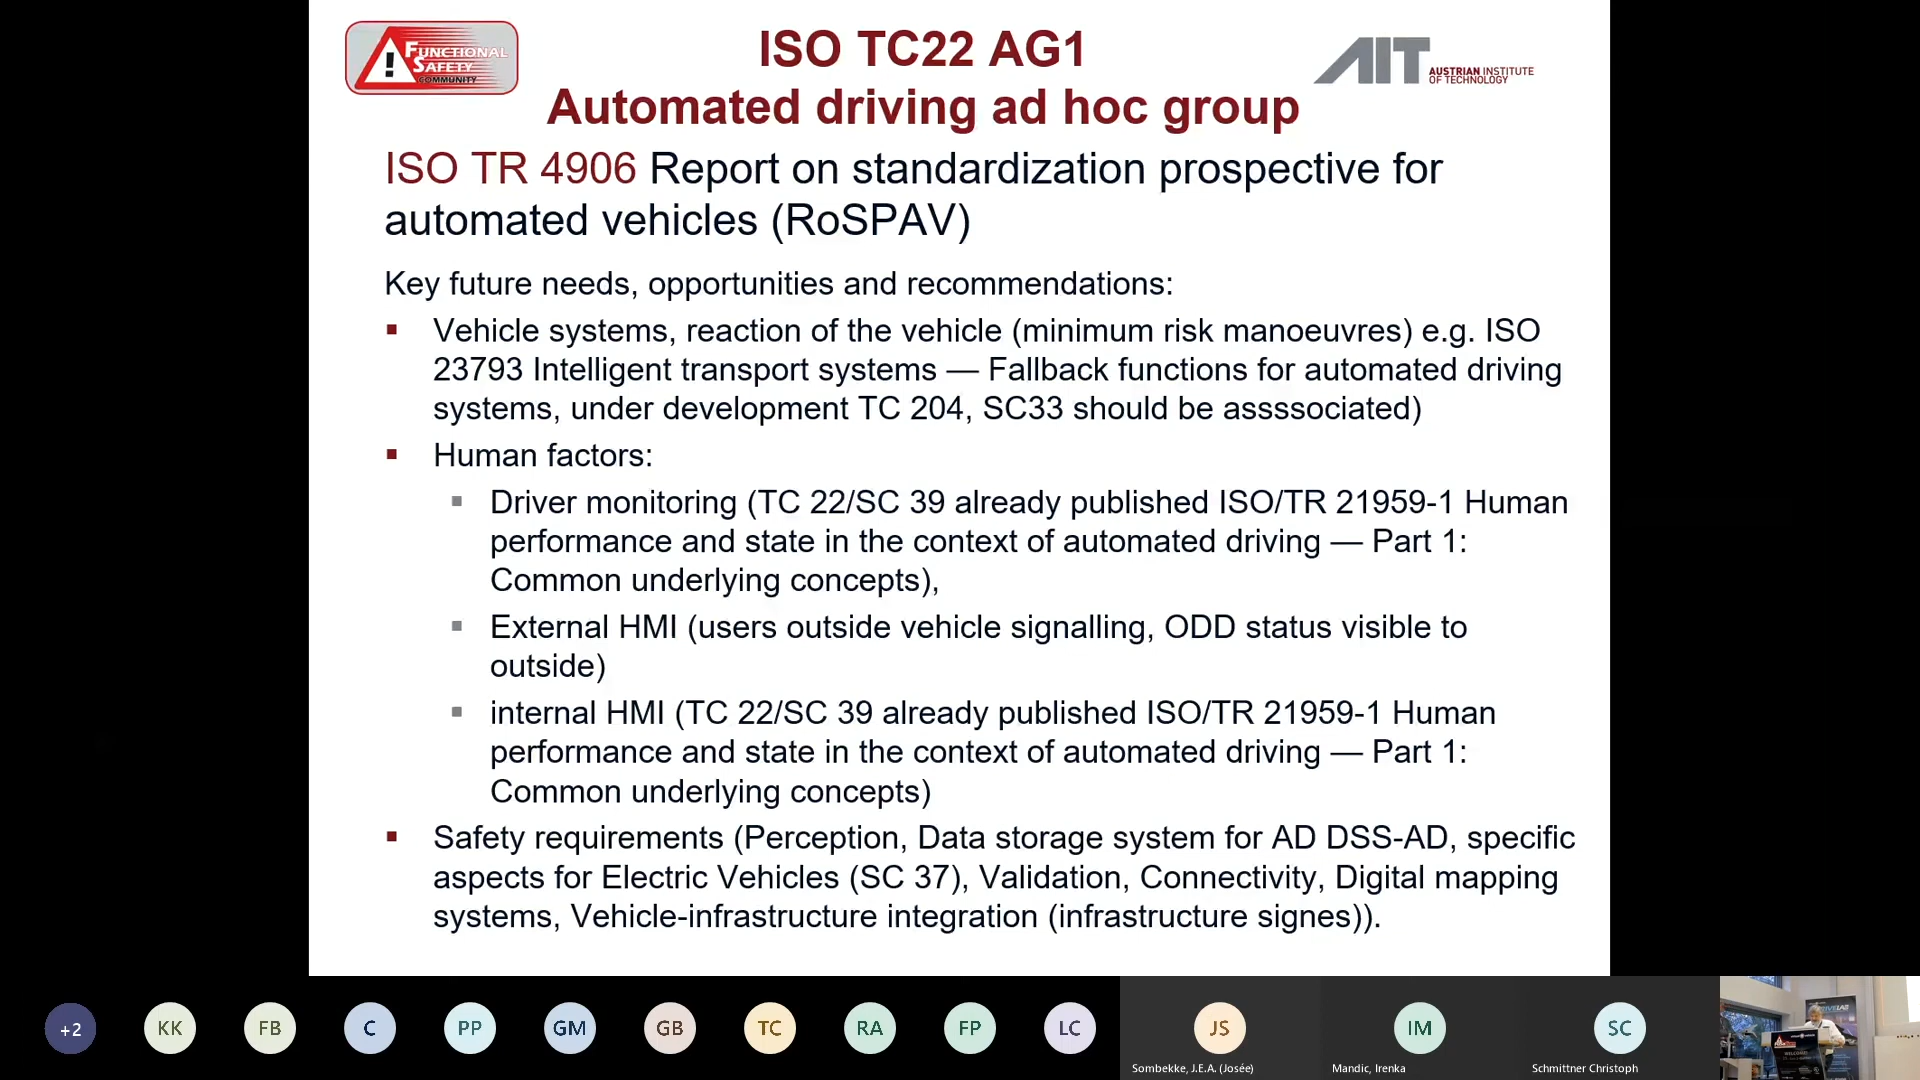 FUNCTIONAL
SAFETY
COMMUNITY
ISO TC22 AG1
Automated driving ad hoc group
AIT AUSTRIAN INSTITUTE
OF TECHNOLOGY
ISO TR 4906 Report on standardization prospective for
automated vehicles (RoSPAV)
Key future needs, opportunities and recommendations:
Vehicle systems, reaction of the vehicle (minimum risk manoeuvres) e.g. ISO
23793 Intelligent transport systems — Fallback functions for automated driving
systems, under development TC 204, SC33 should be assssociated)
Human factors:
Driver monitoring (TC 22/SC 39 already published ISO/TR 21959-1 Human
performance and state in the context of automated driving — Part 1:
Common underlying concepts),
External HMI (users outside vehicle signalling, ODD status visible to
outside)
internal HMI (TC 22/SC 39 already published ISO/TR 21959-1 Human
performance and state in the context of automated driving — Part 1:
Common underlying concepts)
Safety requirements (Perception, Data storage system for AD DSS-AD, specific
aspects for Electric Vehicles (SC 37), Validation, Connectivity, Digital mapping
systems, Vehicle-infrastructure integration (infrastructure signes)).
+2 KK FB C PP GM GB TC RA FP LC JS IM SC
Sombekke, J.E.A. (Josée) Mandic, Irenka Schmittner Christoph